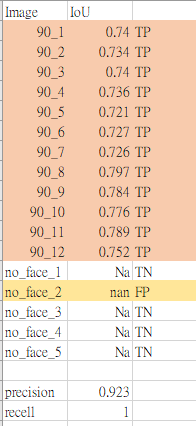 Image IoU
90_1 0.74 TP
90_2 0.734 TP
90_3 0.74 TP
90_4 0.736 TP
90_5 0.721 TP
90_6 0.727 TP
90_7 0.726 TP
90_8 0.797 TP
90_9 0.784 TP
90_10 0.776 TP
90_11 0.789 TP
90_12 0.752 TP
no_face_1 Na TN
no_face_2 nan FP
no_face_3 Na TN
no_face_4 Na TN
no_face_5 Na TN
precision 0.923
recell 1